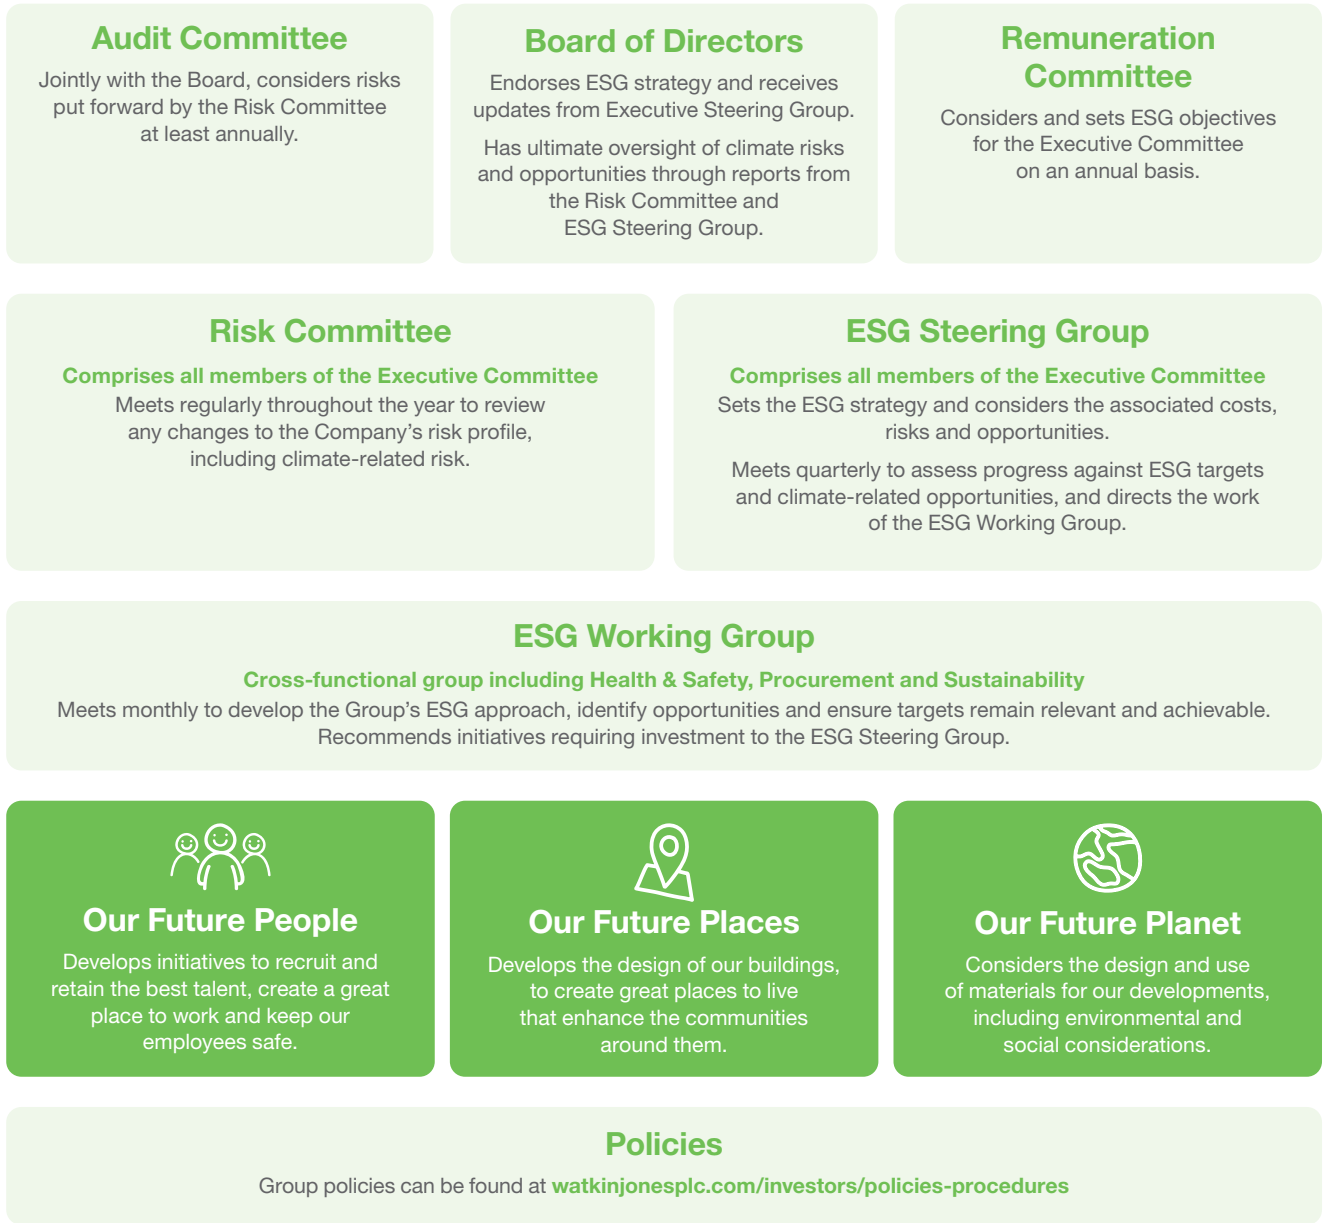 Audit Committee
Jointly with the Board, considers risks
put forward by the Risk Committee
at least annually.
Board of Directors
Endorses ESG strategy and receives
updates from Executive Steering Group.
Has ultimate oversight of climate risks
and opportunities through reports from
the Risk Committee and
ESG Steering Group.
Remuneration
Committee
Considers and sets ESG objectives
for the Executive Committee
on an annual basis.
Risk Committee
Comprises all members of the Executive Committee
Meets regularly throughout the year to review
any changes to the Company’s risk profile,
including climate-related risk.
ESG Steering Group
Comprises all members of the Executive Committee
Sets the ESG strategy and considers the associated costs,
risks and opportunities.
Meets quarterly to assess progress against ESG targets
and climate-related opportunities, and directs the work
of the ESG Working Group.
ESG Working Group
Cross-functional group including Health & Safety, Procurement and Sustainability
Meets monthly to develop the Group’s ESG approach, identify opportunities and ensure targets remain relevant and achievable.
Recommends initiatives requiring investment to the ESG Steering Group.
Our Future People
Develops initiatives to recruit and
retain the best talent, create a great
place to work and keep our
employees safe.
Our Future Places
Develops the design of our buildings,
to create great places to live
that enhance the communities
around them.
Our Future Planet
Considers the design and use
of materials for our developments,
including environmental and
social considerations.
Policies
Group policies can be found at watkinjonesplc.com/investors/policies-procedures